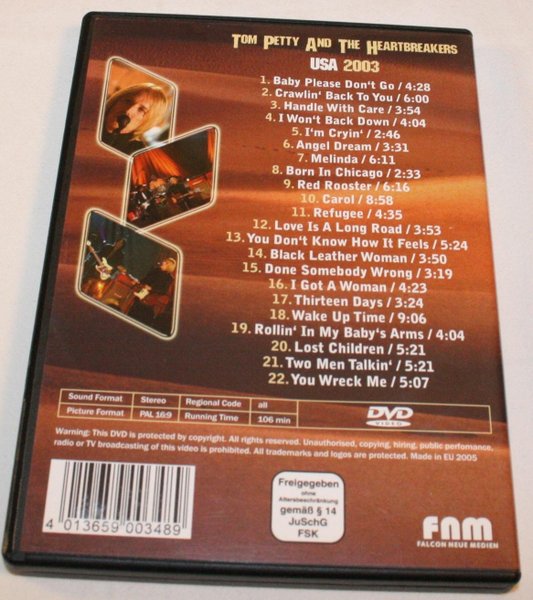 Tom Petty And The Heartbreakers
USA 2003
1. Baby Please Don't Go / 4:28
2. Crawlin' Back To You / 6:00
3. Handle With Care / 3:54
4. I Won't Back Down / 4:04
5. I'm Cryin' / 2:46
6. Angel Dream / 3:31
7. Melinda / 6:11
8. Born In Chicago / 2:33
9. Red Rooster / 6:16
10. Carol / 8:58
11. Refugee / 4:35
12. Love Is A Long Road / 3:53
13. You Don't Know How It Feels / 5:24
14. Black Leather Woman / 3:50
15. Done Somebody Wrong / 3:19
16. I Got A Woman / 4:23
17. Thirteen Days / 3:24
18. Wake Up Time / 9:06
19. Rollin' In My Baby's Arms / 4:04
20. Lost Children / 5:21
21. Two Men Talkin' / 5:21
22. You Wreck Me / 5:07
Sound Format Stereo Regional Code all
Picture Format PAL 16:9 Running Time 106 min
DVD
VIDEO
Warning: This DVD is protected by copyright. All rights reserved. Unauthorised, copying, hiring, public perfomance,
radio or TV broadcasting of this video is prohibited. All trademarks and logos are protected. Made in EU 2005
4 013659 003489
Freigegeben
ohne
Altersbeschränkung
gemäß § 14
JuSchG
FSK
FNM
FALCON NEUE MEDIEN